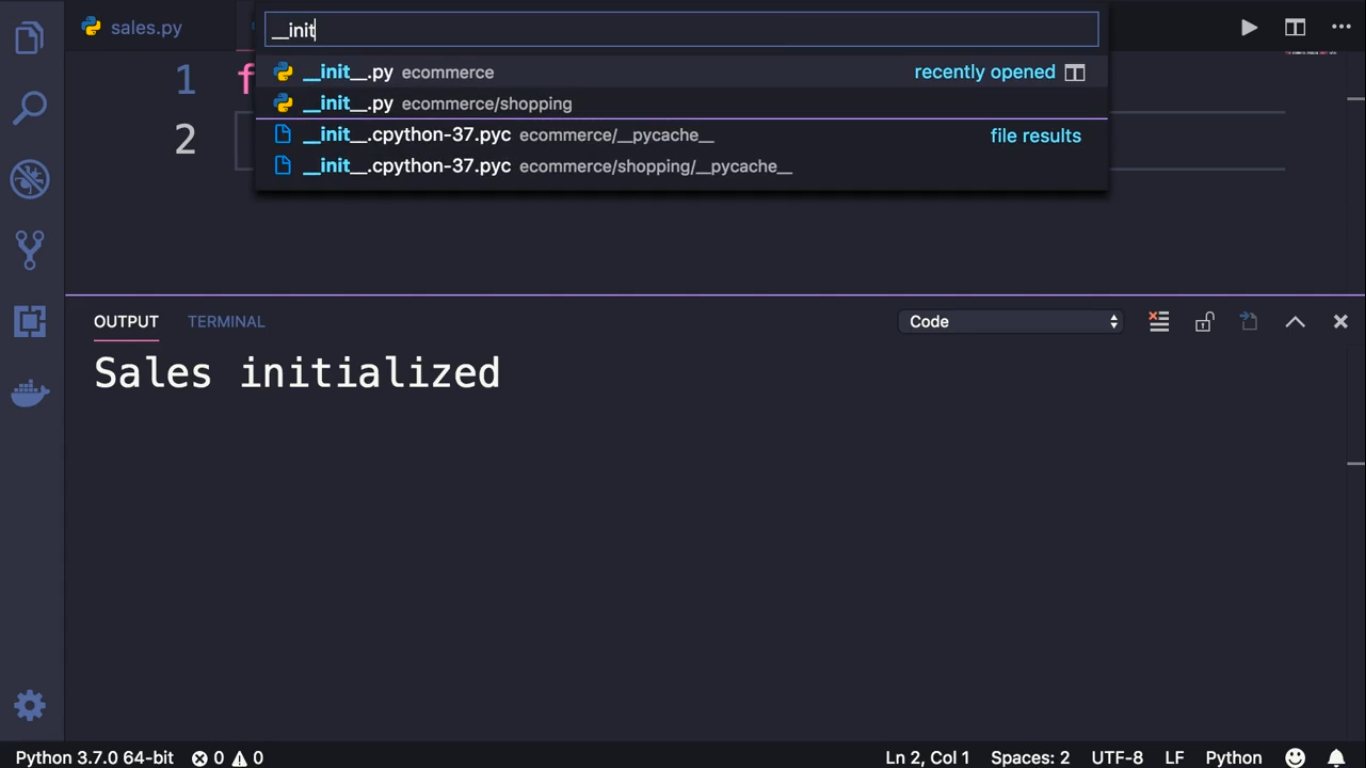 sales.py
__init
__init__.py ecommerce recently opened
__init__.py ecommerce/shopping
__init__.cpython-37.pyc ecommerce/__pycache__ file results
__init__.cpython-37.pyc ecommerce/shopping/__pycache__
1 f
2
OUTPUT TERMINAL Code
Sales initialized
Python 3.7.0 64-bit 0 0 Ln 2, Col 1 Spaces: 2 UTF-8 LF Python